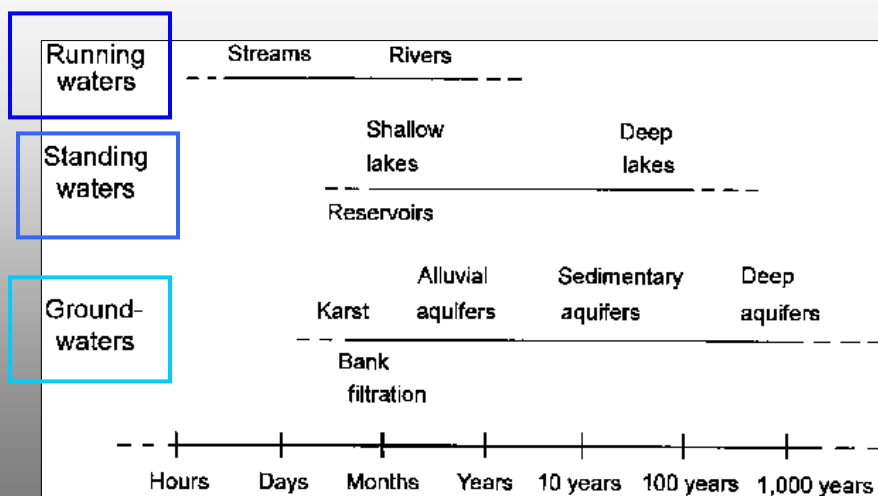 Running
waters
Streams Rivers
Standing
waters
Shallow
lakes
Deep
lakes
Reservoirs
Ground-
waters
Karst
Alluvial
aquifers
Sedimentary
aquifers
Deep
aquifers
Bank
filtration
Hours Days Months Years 10 years 100 years 1,000 years